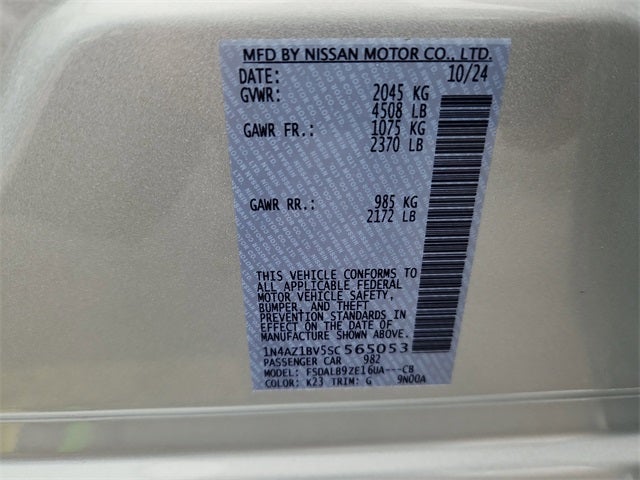 MFD BY NISSAN MOTOR CO., LTD.
DATE: 10/24
GVWR: 2045 KG
4508 LB
GAWR FR.: 1075 KG
2370 LB
GAWR RR.: 985 KG
2172 LB
THIS VEHICLE CONFORMS TO
ALL APPLICABLE FEDERAL
MOTOR VEHICLE SAFETY,
BUMPER, AND THEFT
PREVENTION STANDARDS IN
EFFECT ON THE DATE OF
MANUFACTURE SHOWN ABOVE.
1N4AZ1BV5SC565053
PASSENGER CAR 982
MODEL: FSDALB9ZE16UA---CB
COLOR: K23 TRIM: G 9N00A